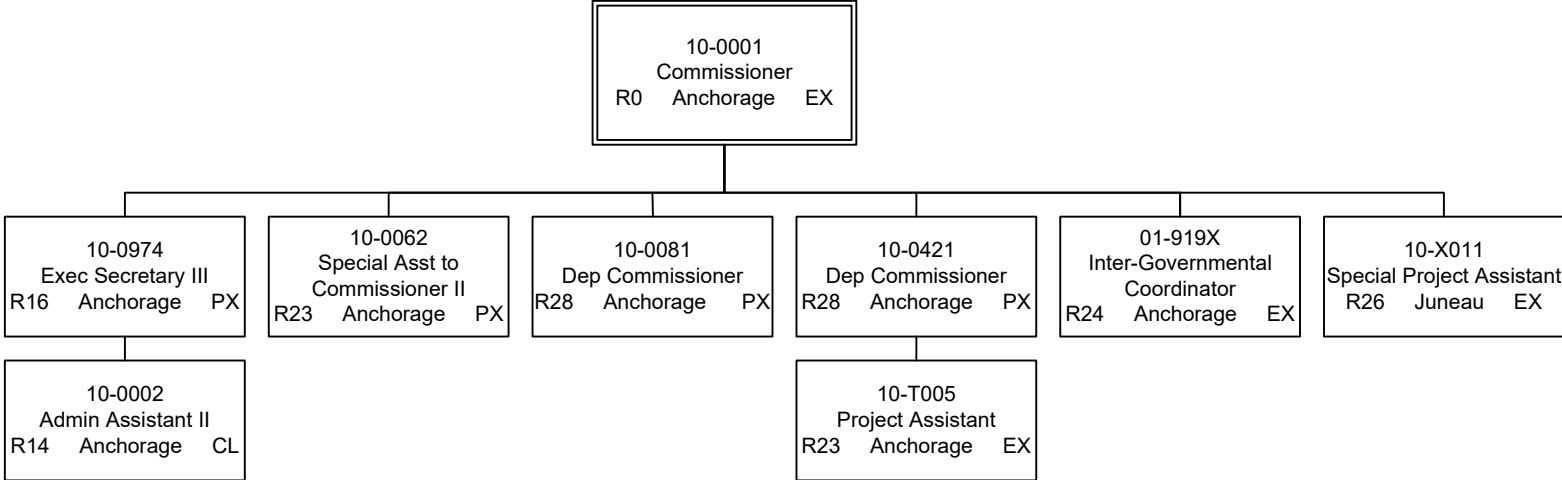 10-0001
Commissioner
R0 Anchorage EX
10-0974
Exec Secretary III
R16 Anchorage PX
10-0062
Special Asst to
Commissioner II
R23 Anchorage PX
10-0081
Dep Commissioner
R28 Anchorage PX
10-0421
Dep Commissioner
R28 Anchorage PX
01-919X
Inter-Governmental
Coordinator
R24 Anchorage EX
10-X011
Special Project Assistant
R26 Juneau EX
10-0002
Admin Assistant II
R14 Anchorage CL
10-T005
Project Assistant
R23 Anchorage EX